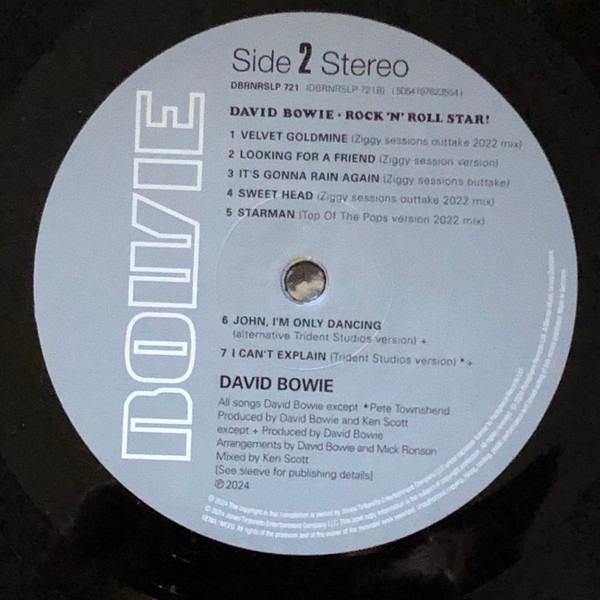 BOWIE
Side 2 Stereo
DBRNRSLP 721 (DBRNRSLP 721B) (5054197623554)
DAVID BOWIE • ROCK 'N' ROLL STAR!
1 VELVET GOLDMINE (Ziggy sessions outtake 2022 mix)
2 LOOKING FOR A FRIEND (Ziggy session version)
3 IT'S GONNA RAIN AGAIN (Ziggy sessions outtake)
4 SWEET HEAD (Ziggy sessions outtake 2022 mix)
5 STARMAN (Top Of The Pops version 2022 mix)
6 JOHN, I'M ONLY DANCING
(alternative Trident Studios version) +
7 I CAN'T EXPLAIN (Trident Studios version) * +
DAVID BOWIE
All songs David Bowie except *Pete Townshend
Produced by David Bowie and Ken Scott
except + Produced by David Bowie
Arrangements by David Bowie and Mick Ronson
Mixed by Ken Scott
(See sleeve for publishing details)
℗2024